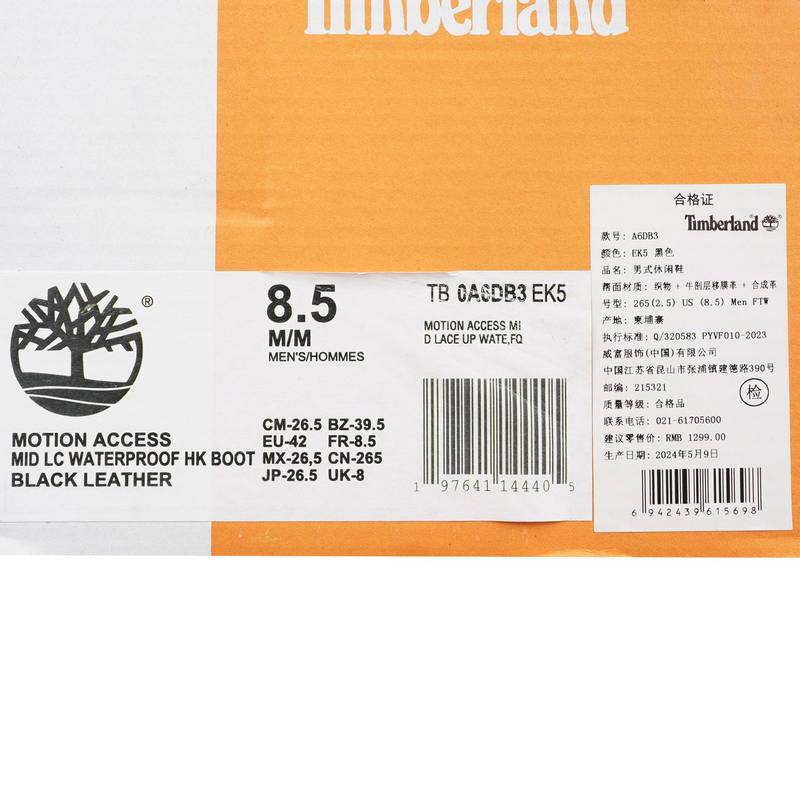 Timberland
®
8.5
M/M
MEN'S/HOMMES
TB 0A6DB3 EK5
MOTION ACCESS MI
D LACE UP WATE,FQ
MOTION ACCESS
MID LC WATERPROOF HK BOOT
BLACK LEATHER
CM-26.5 BZ-39.5
EU-42 FR-8.5
MX-26,5 CN-265
JP-26.5 UK-8
1 97641 14440 5
合格证
Timberland
款号: A6DB3
颜色: EK5 黑色
品名: 男式休闲鞋
帮面材质: 织物 + 牛剖层移膜革 + 合成革
号型: 265(2.5) US (8.5) Men FTW
产地: 柬埔寨
执行标准: Q/320583 PYVF010-2023
威富服饰(中国)有限公司
中国江苏省昆山市张浦镇建德路390号
邮编: 215321
质量等级: 合格品
检
联系电话: 021-61705600
建议零售价: RMB 1299.00
生产日期: 2024年5月9日
6 942439 615698